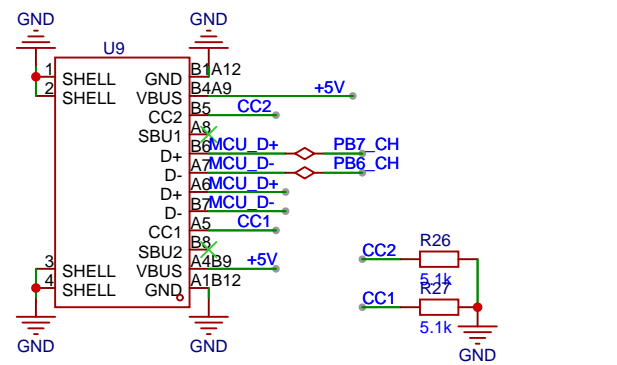 GND GND
U9
1 SHELL GND B1A12
2 SHELL VBUS B4A9 +5V
CC2 B5 CC2
SBU1 A8
D+ B6 MCU_D+ PB7_CH
D- A7 MCU_D- PB6_CH
D+ A6 MCU_D+
D- B7 MCU_D-
CC1 A5 CC1
SBU2 B8
3 SHELL VBUS A4B9 +5V
4 SHELL GND A1B12
GND GND
CC2 R26
5.1k
CC1 R27
5.1k
GND